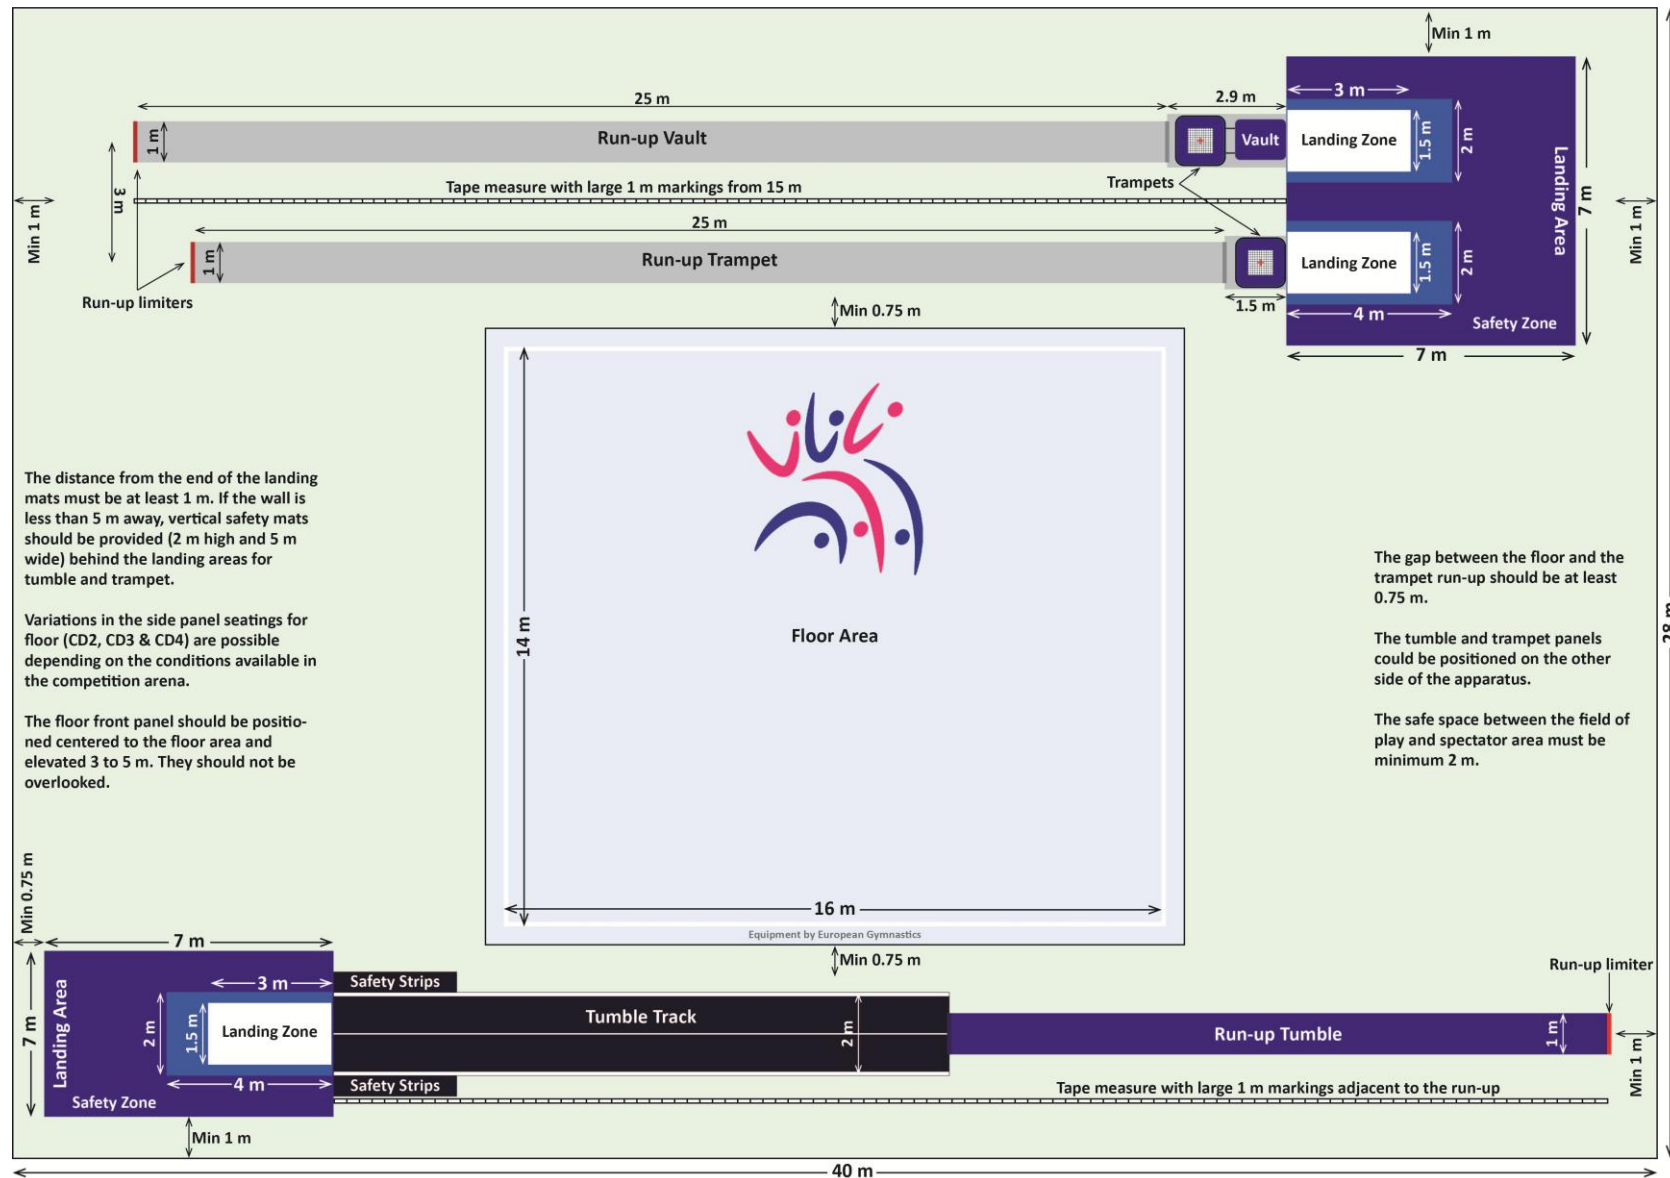 Min 1 m
25 m
2.9 m
3 m
1 m
Run-up Vault
Vault
Landing Zone
1.5 m
2 m
Landing Area
7 m
3 m
Tape measure with large 1 m markings from 15 m
Trampets
Min 1 m
Min 1 m
25 m
1 m
Run-up Trampet
Landing Zone
1.5 m
2 m
Run-up limiters
1.5 m
4 m
Safety Zone
Min 0.75 m
7 m
14 m
Floor Area
16 m
Equipment by European Gymnastics
Min 0.75 m
The distance from the end of the landing
mats must be at least 1 m. If the wall is
less than 5 m away, vertical safety mats
should be provided (2 m high and 5 m
wide) behind the landing areas for
tumble and trampet.
Variations in the side panel seatings for
floor (CD2, CD3 & CD4) are possible
depending on the conditions available in
the competition arena.
The floor front panel should be positio-
ned centered to the floor area and
elevated 3 to 5 m. They should not be
overlooked.
The gap between the floor and the
trampet run-up should be at least
0.75 m.
The tumble and trampet panels
could be positioned on the other
side of the apparatus.
The safe space between the field of
play and spectator area must be
minimum 2 m.
28 m
Min 0.75 m
7 m
7 m
Landing Area
3 m
2 m
1.5 m
Landing Zone
4 m
Safety Zone
Safety Strips
Tumble Track
2 m
Safety Strips
Run-up Tumble
1 m
Run-up limiter
Min 1 m
Tape measure with large 1 m markings adjacent to the run-up
Min 1 m
40 m